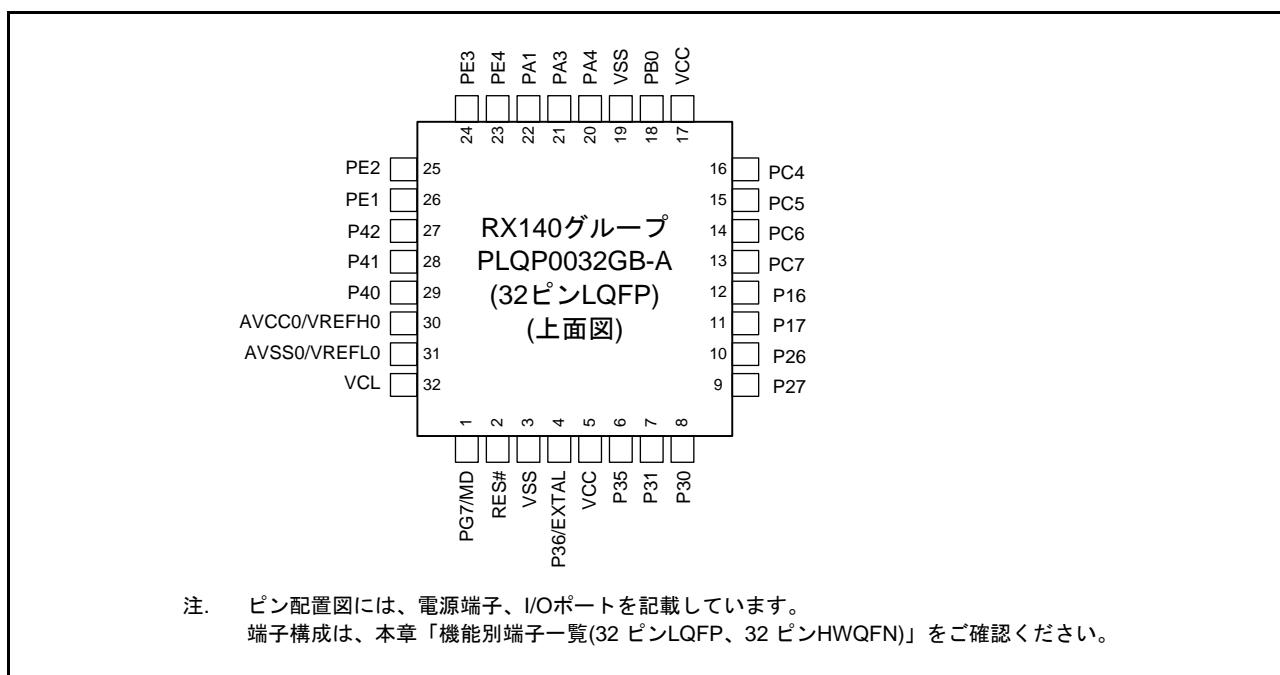 PE3
PE4
PA1
PA3
PA4
VSS
PB0
VCC
24
23
22
21
20
19
18
17
PE2 25
PE1 26
P42 27
P41 28
P40 29
AVCC0/VREFH0 30
AVSS0/VREFL0 31
VCL 32
RX140グループ
PLQP0032GB-A
(32ピンLQFP)
(上面図)
16 PC4
15 PC5
14 PC6
13 PC7
12 P16
11 P17
10 P26
9 P27
1
2
3
4
5
6
7
8
PG7/MD
RES#
VSS
P36/EXTAL
VCC
P35
P31
P30
注. ピン配置図には、電源端子、I/Oポートを記載しています。
端子構成は、本章「機能別端子一覧(32 ピンLQFP、32 ピンHWQFN)」をご確認ください。